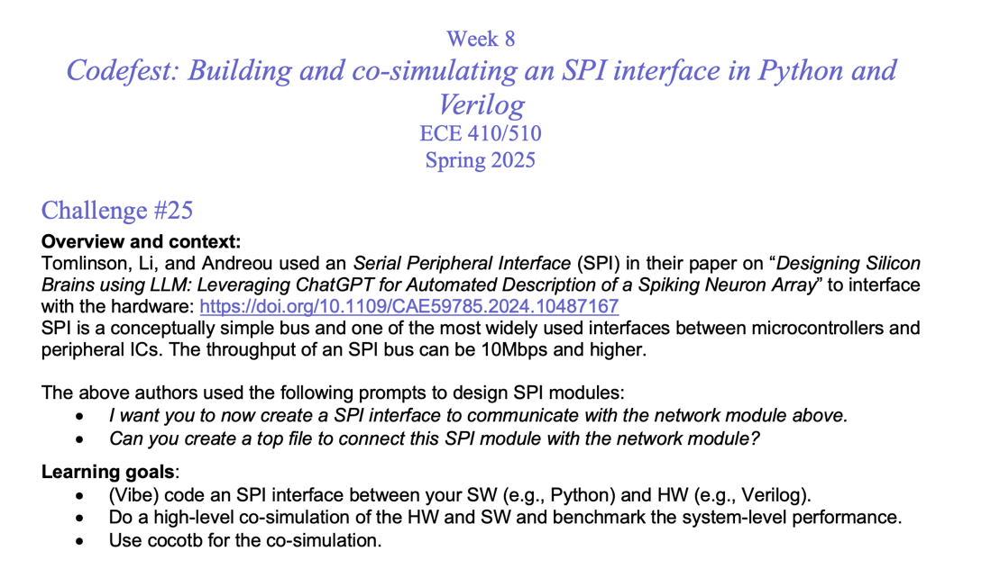 Week 8
Codefest: Building and co-simulating an SPI interface in Python and
Verilog
ECE 410/510
Spring 2025
Challenge #25
Overview and context:
Tomlinson, Li, and Andreou used an Serial Peripheral Interface (SPI) in their paper on “Designing Silicon
Brains using LLM: Leveraging ChatGPT for Automated Description of a Spiking Neuron Array” to interface
with the hardware: https://doi.org/10.1109/CAE59785.2024.10487167
SPI is a conceptually simple bus and one of the most widely used interfaces between microcontrollers and
peripheral ICs. The throughput of an SPI bus can be 10Mbps and higher.
The above authors used the following prompts to design SPI modules:
• I want you to now create a SPI interface to communicate with the network module above.
• Can you create a top file to connect this SPI module with the network module?
Learning goals:
• (Vibe) code an SPI interface between your SW (e.g., Python) and HW (e.g., Verilog).
• Do a high-level co-simulation of the HW and SW and benchmark the system-level performance.
• Use cocotb for the co-simulation.